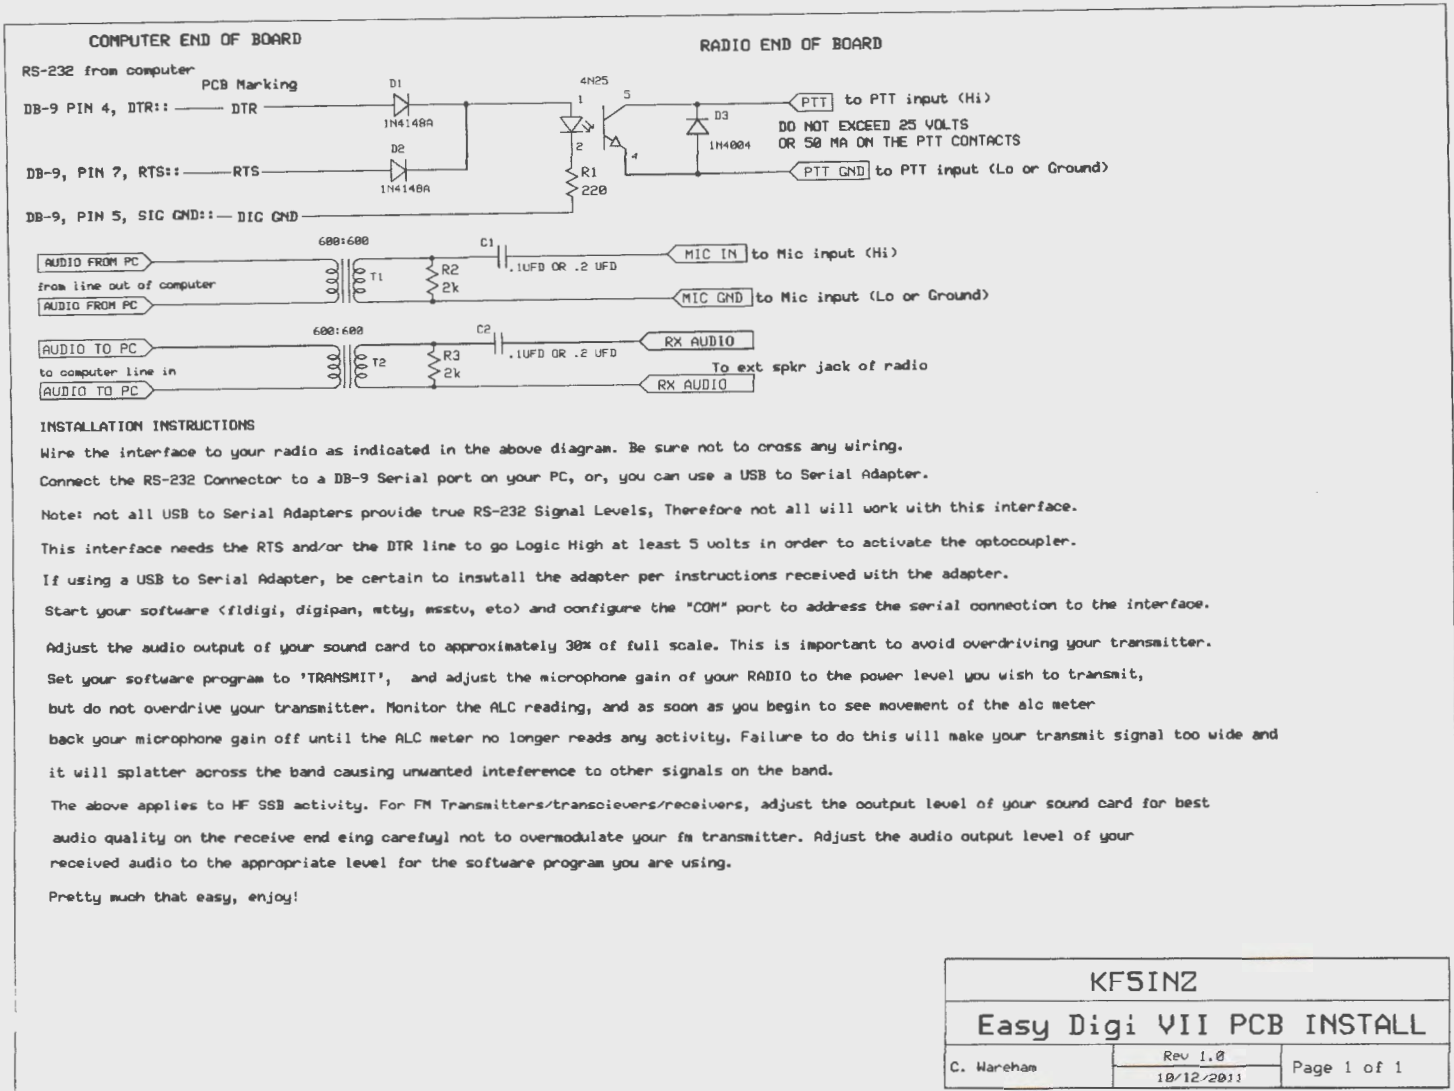 COMPUTER END OF BOARD
RADIO END OF BOARD
RS-232 from computer
PCB Marking
D1
4N25
1
5
DB-9 PIN 4, DTR:: DTR
1N4148A
PTT to PTT input (Hi)
D3
DO NOT EXCEED 25 VOLTS
OR 50 MA ON THE PTT CONTACTS
1N4004
D2
2
4
DB-9, PIN 7, RTS:: RTS
1N4148A
R1
220
PTT GND to PTT input (Lo or Ground)
DB-9, PIN 5, SIG GND:: DIG GND
600:600
C1
AUDIO FROM PC
MIC IN to Mic input (Hi)
.1UFD OR .2 UFD
from line out of computer
T1
R2
2k
AUDIO FROM PC
MIC GND to Mic input (Lo or Ground)
600:600
C2
AUDIO TO PC
RX AUDIO
.1UFD OR .2 UFD
to computer line in
T2
R3
2k
To ext spkr jack of radio
AUDIO TO PC
RX AUDIO
INSTALLATION INSTRUCTIONS
Wire the interface to your radio as indicated in the above diagram. Be sure not to cross any wiring.
Connect the RS-232 Connector to a DB-9 Serial port on your PC, or, you can use a USB to Serial Adapter.
Note: not all USB to Serial Adapters provide true RS-232 Signal Levels, Therefore not all will work with this interface.
This interface needs the RTS and/or the DTR line to go Logic High at least 5 volts in order to activate the optocoupler.
If using a USB to Serial Adapter, be certain to inswtall the adapter per instructions received with the adapter.
Start your software (fldigi, digipan, mtty, msstv, etc) and configure the "COM" port to address the serial connection to the interface.
Adjust the audio output of your sound card to approximately 30% of full scale. This is important to avoid overdriving your transmitter.
Set your software program to 'TRANSMIT', and adjust the microphone gain of your RADIO to the power level you wish to transmit,
but do not overdrive your transmitter. Monitor the ALC reading, and as soon as you begin to see movement of the alc meter
back your microphone gain off until the ALC meter no longer reads any activity. Failure to do this will make your transmit signal too wide and
it will splatter across the band causing unwanted inteference to other signals on the band.
The above applies to HF SSB activity. For FM Transmitters/transcievers/receivers, adjust the ooutput level of your sound card for best
audio quality on the receive end eing carefuyl not to overmodulate your fm transmitter. Adjust the audio output level of your
received audio to the appropriate level for the software program you are using.
Pretty much that easy, enjoy!
KF5INZ
Easy Digi VII PCB INSTALL
C. Wareham
Rev 1.0
10/12/2011
Page 1 of 1